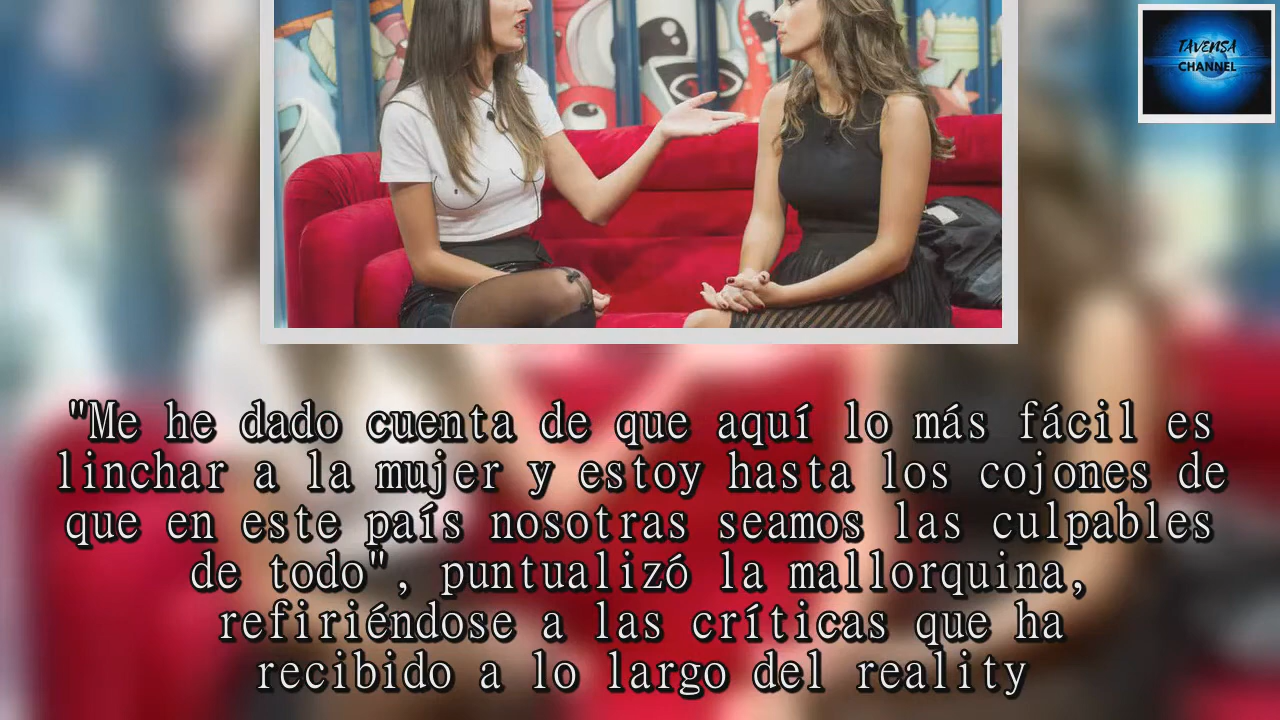 TAVENSA
CHANNEL
"Me he dado cuenta de que aquí lo más fácil es
linchar a la mujer y estoy hasta los cojones de
que en este país nosotras seamos las culpables
de todo", puntualizó la mallorquina,
refiriéndose a las críticas que ha
recibido a lo largo del reality